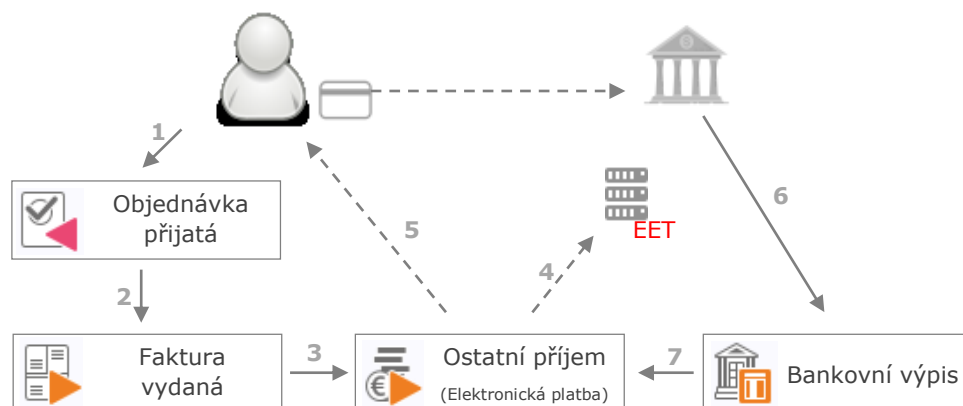 1
Objednávka
přijatá
5
6
EET
4
2
Faktura
vydaná
3
Ostatní příjem
(Elektronická platba)
7
Bankovní výpis